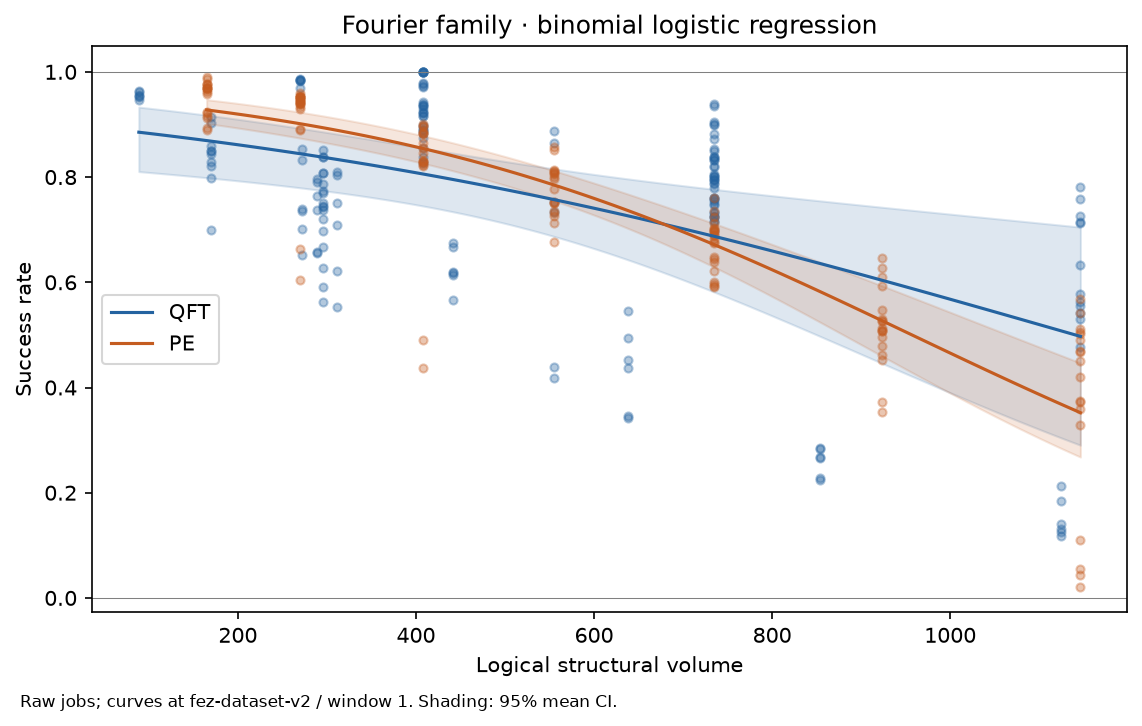 Fourier family · binomial logistic regression
Success rate
1.0
0.8
0.6
0.4
0.2
0.0
QFT
PE
200 400 600 800 1000
Logical structural volume
Raw jobs; curves at fez-dataset-v2 / window 1. Shading: 95% mean CI.